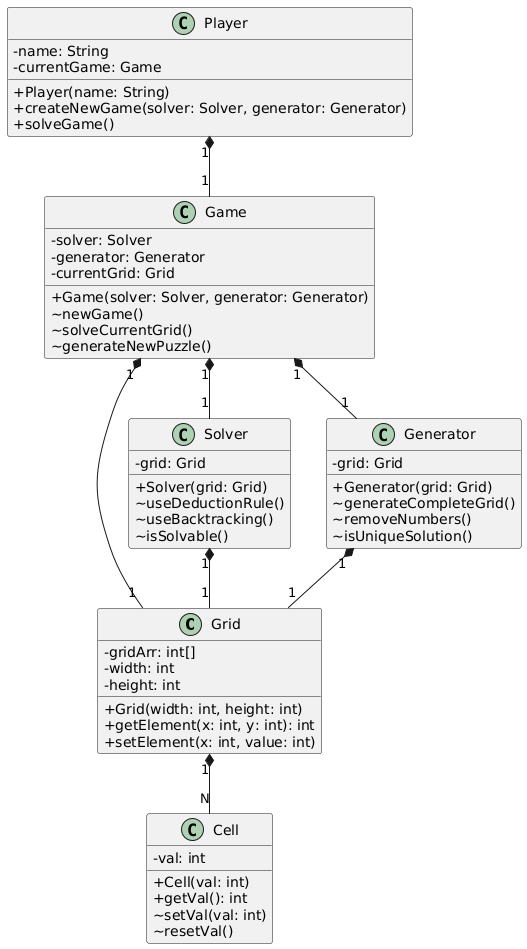 C Player
-name: String
-currentGame: Game
+Player(name: String)
+createNewGame(solver: Solver, generator: Generator)
+solveGame()
1
1
C Game
-solver: Solver
-generator: Generator
-currentGrid: Grid
+Game(solver: Solver, generator: Generator)
~newGame()
~solveCurrentGrid()
~generateNewPuzzle()
1 1 1
1 1
C Solver
-grid: Grid
+Solver(grid: Grid)
~useDeductionRule()
~useBacktracking()
~isSolvable()
C Generator
-grid: Grid
+Generator(grid: Grid)
~generateCompleteGrid()
~removeNumbers()
~isUniqueSolution()
1 1
1 1 1
C Grid
-gridArr: int[]
-width: int
-height: int
+Grid(width: int, height: int)
+getElement(x: int, y: int): int
+setElement(x: int, value: int)
1
N
C Cell
-val: int
+Cell(val: int)
+getVal(): int
~setVal(val: int)
~resetVal()